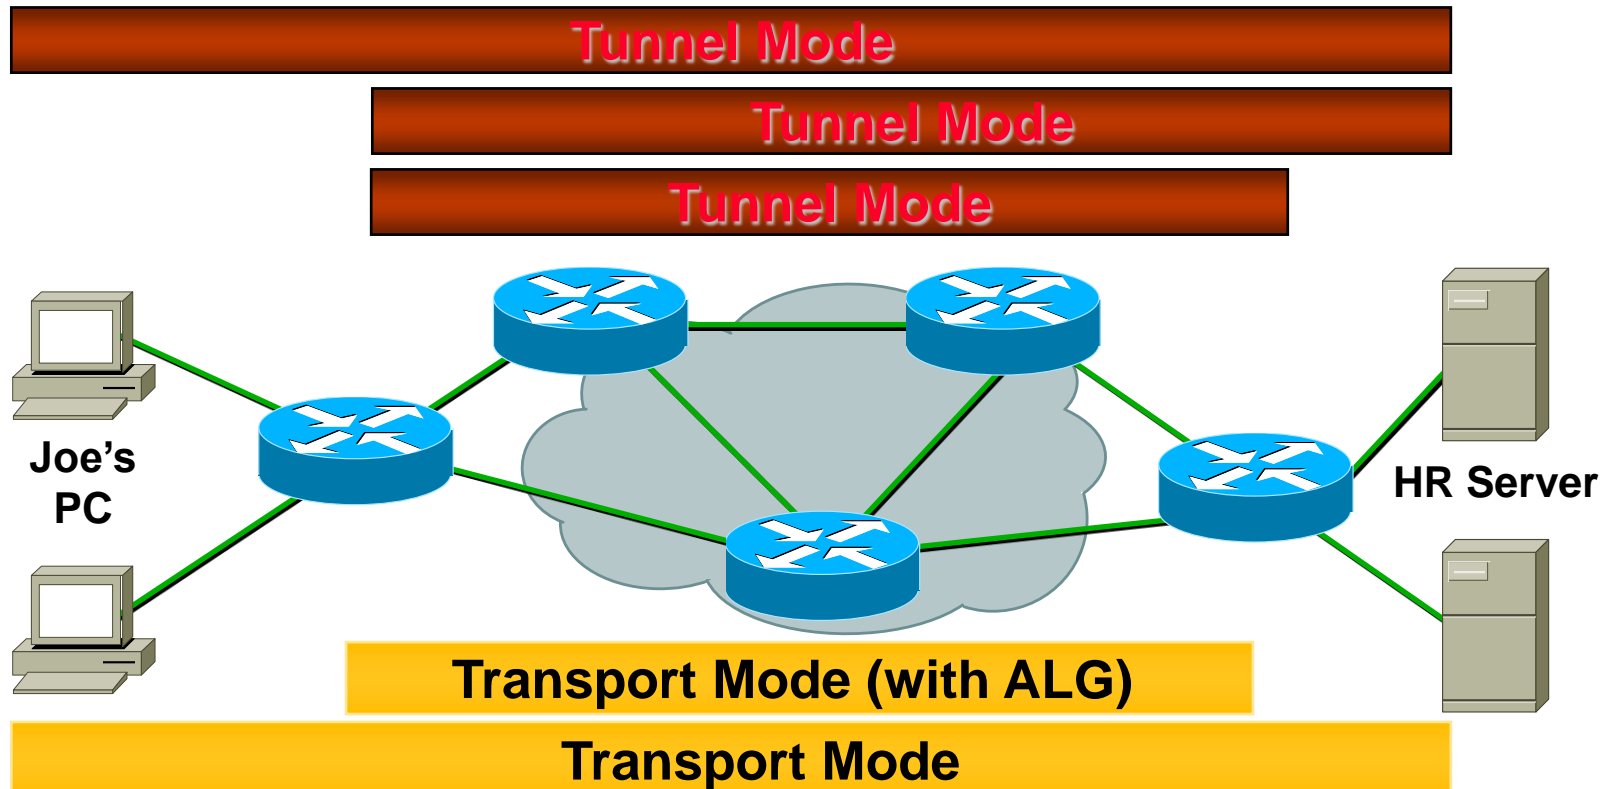 Tunnel Mode
Tunnel Mode
Tunnel Mode
Joe’s
PC
HR Server
Transport Mode (with ALG)
Transport Mode